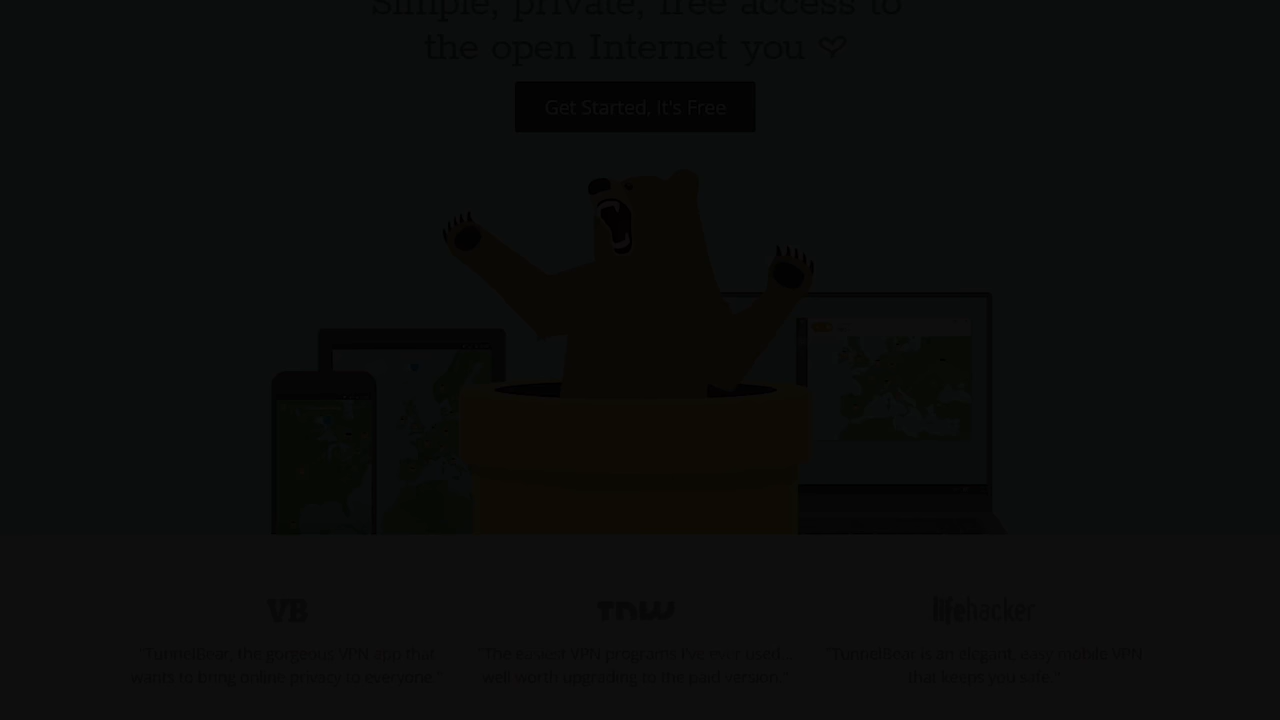 Simple, private, free access to
the open Internet you
Get Started, It's Free
VB
TNW
lifehacker
"TunnelBear, the gorgeous VPN app that
wants to bring online privacy to everyone."
"The easiest VPN programs I've ever used...
well worth upgrading to the paid version."
"TunnelBear is an elegant, easy mobile VPN
that keeps you safe."